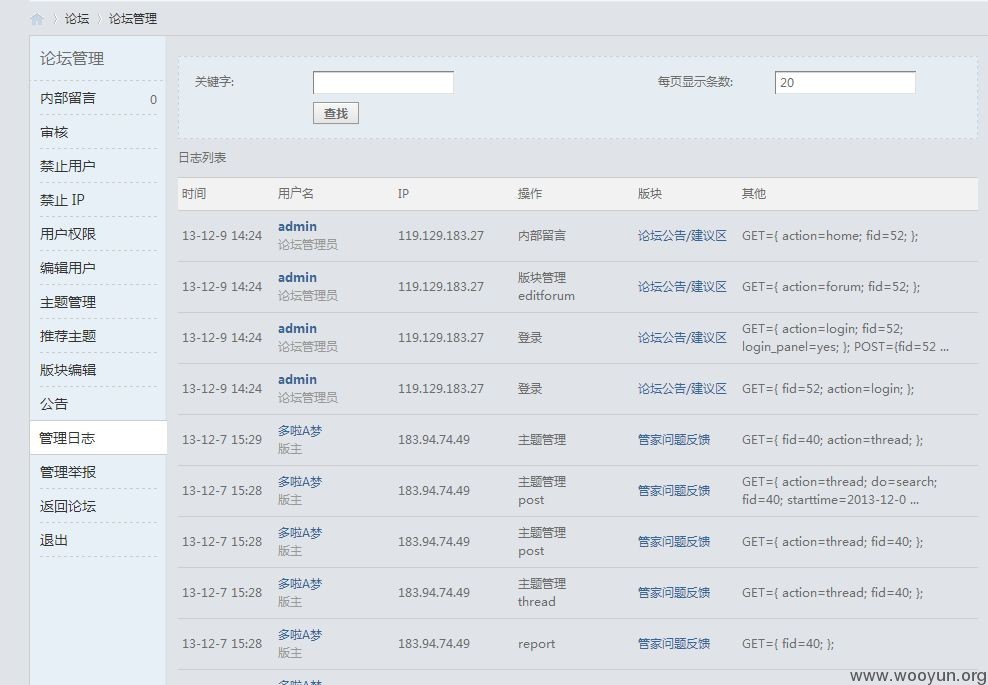 论坛 论坛管理
论坛管理
内部留言 0
审核
禁止用户
禁止 IP
用户权限
编辑用户
主题管理
推荐主题
版块编辑
公告
管理日志
管理举报
返回论坛
退出
关键字: 每页显示条数: 20
查找
日志列表
时间 用户名 IP 操作 版块 其他
13-12-9 14:24 admin 119.129.183.27 内部留言 论坛公告/建议区 GET={ action=home; fid=52; };
论坛管理员
13-12-9 14:24 admin 119.129.183.27 版块管理 论坛公告/建议区 GET={ action=forum; fid=52; };
论坛管理员 editforum
13-12-9 14:24 admin 119.129.183.27 登录 论坛公告/建议区 GET={ action=login; fid=52;
论坛管理员 login_panel=yes; }; POST={fid=52 ...
13-12-9 14:24 admin 119.129.183.27 登录 论坛公告/建议区 GET={ fid=52; action=login; };
论坛管理员
13-12-7 15:29 多啦A梦 183.94.74.49 主题管理 管家问题反馈 GET={ fid=40; action=thread; };
版主
13-12-7 15:28 多啦A梦 183.94.74.49 主题管理 管家问题反馈 GET={ action=thread; do=search;
版主 post fid=40; starttime=2013-12-0 ...
13-12-7 15:28 多啦A梦 183.94.74.49 主题管理 管家问题反馈 GET={ action=thread; fid=40; };
版主 post
13-12-7 15:28 多啦A梦 183.94.74.49 主题管理 管家问题反馈 GET={ action=thread; fid=40; };
版主 thread
13-12-7 15:28 多啦A梦 183.94.74.49 report 管家问题反馈 GET={ fid=40; };
版主
www.wooyun.org